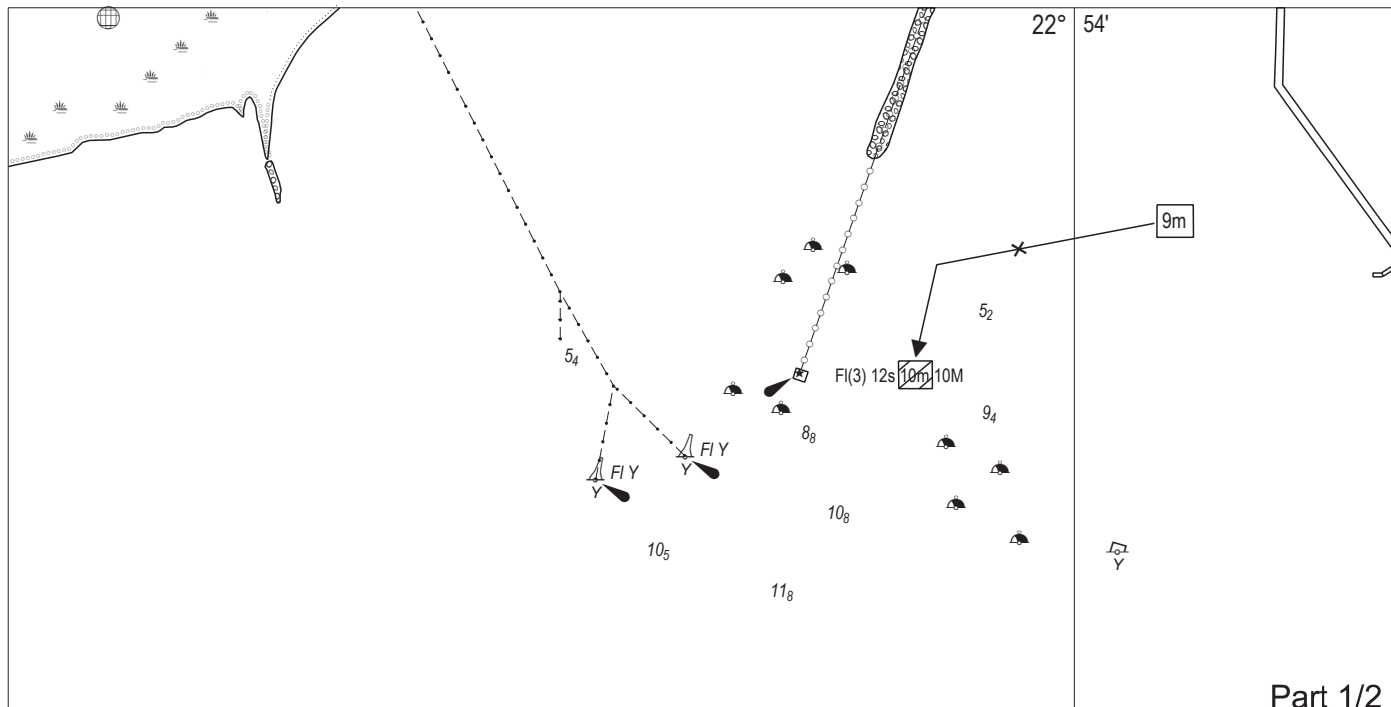 22° 54'
9m
5₂
5₄
Fl(3) 12s 10m 10M
9₄
8₈
Fl Y
Y
Fl Y
Y
10₈
10₅
Y
11₈
Part 1/2